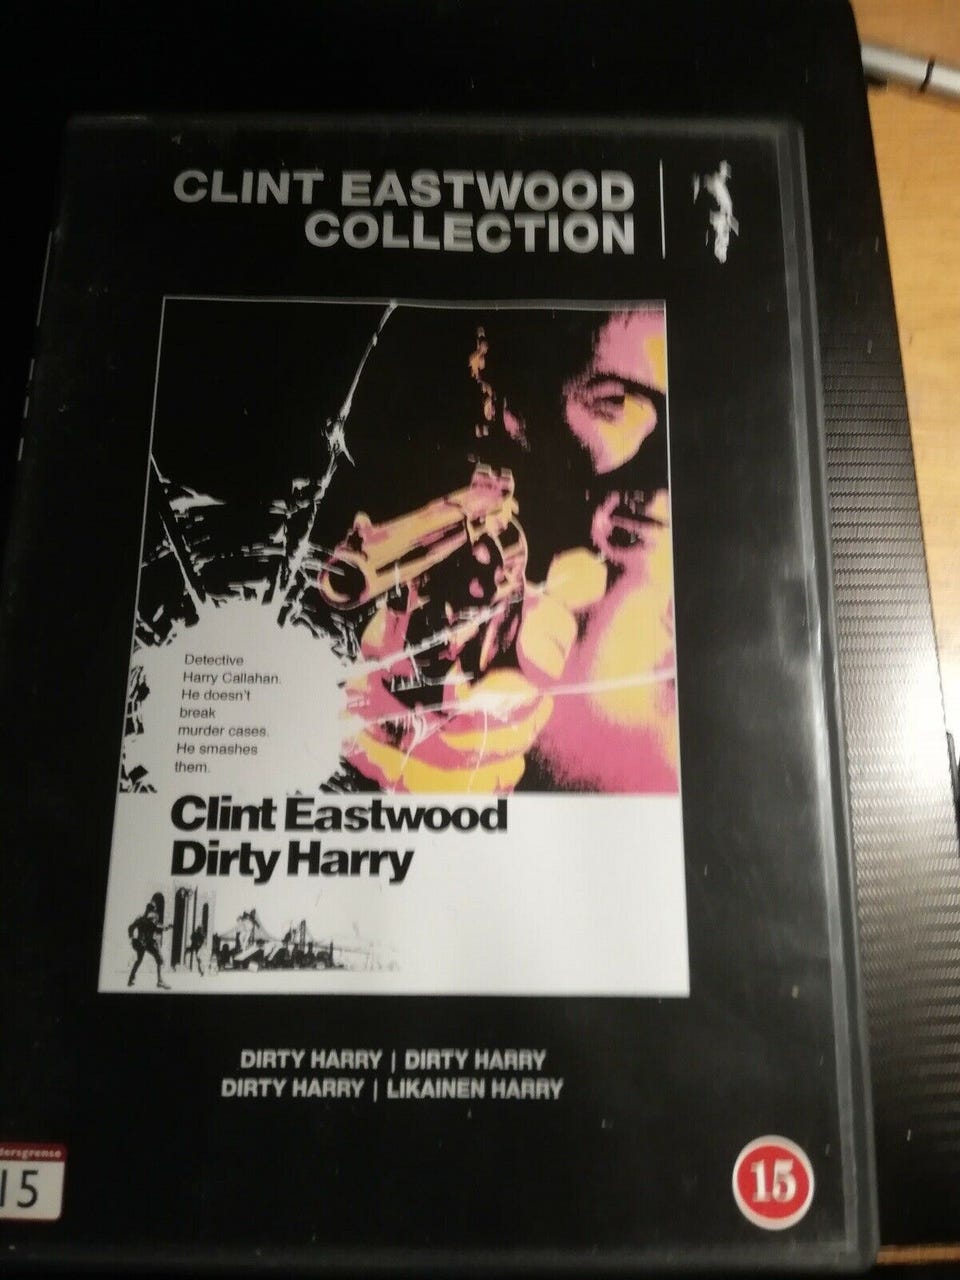 CLINT EASTWOOD
COLLECTION
Detective
Harry Callahan.
He doesn't
break
murder cases.
He smashes
them.
Clint Eastwood
Dirty Harry
DIRTY HARRY | DIRTY HARRY
DIRTY HARRY | LIKAINEN HARRY
dersgrense
15
15